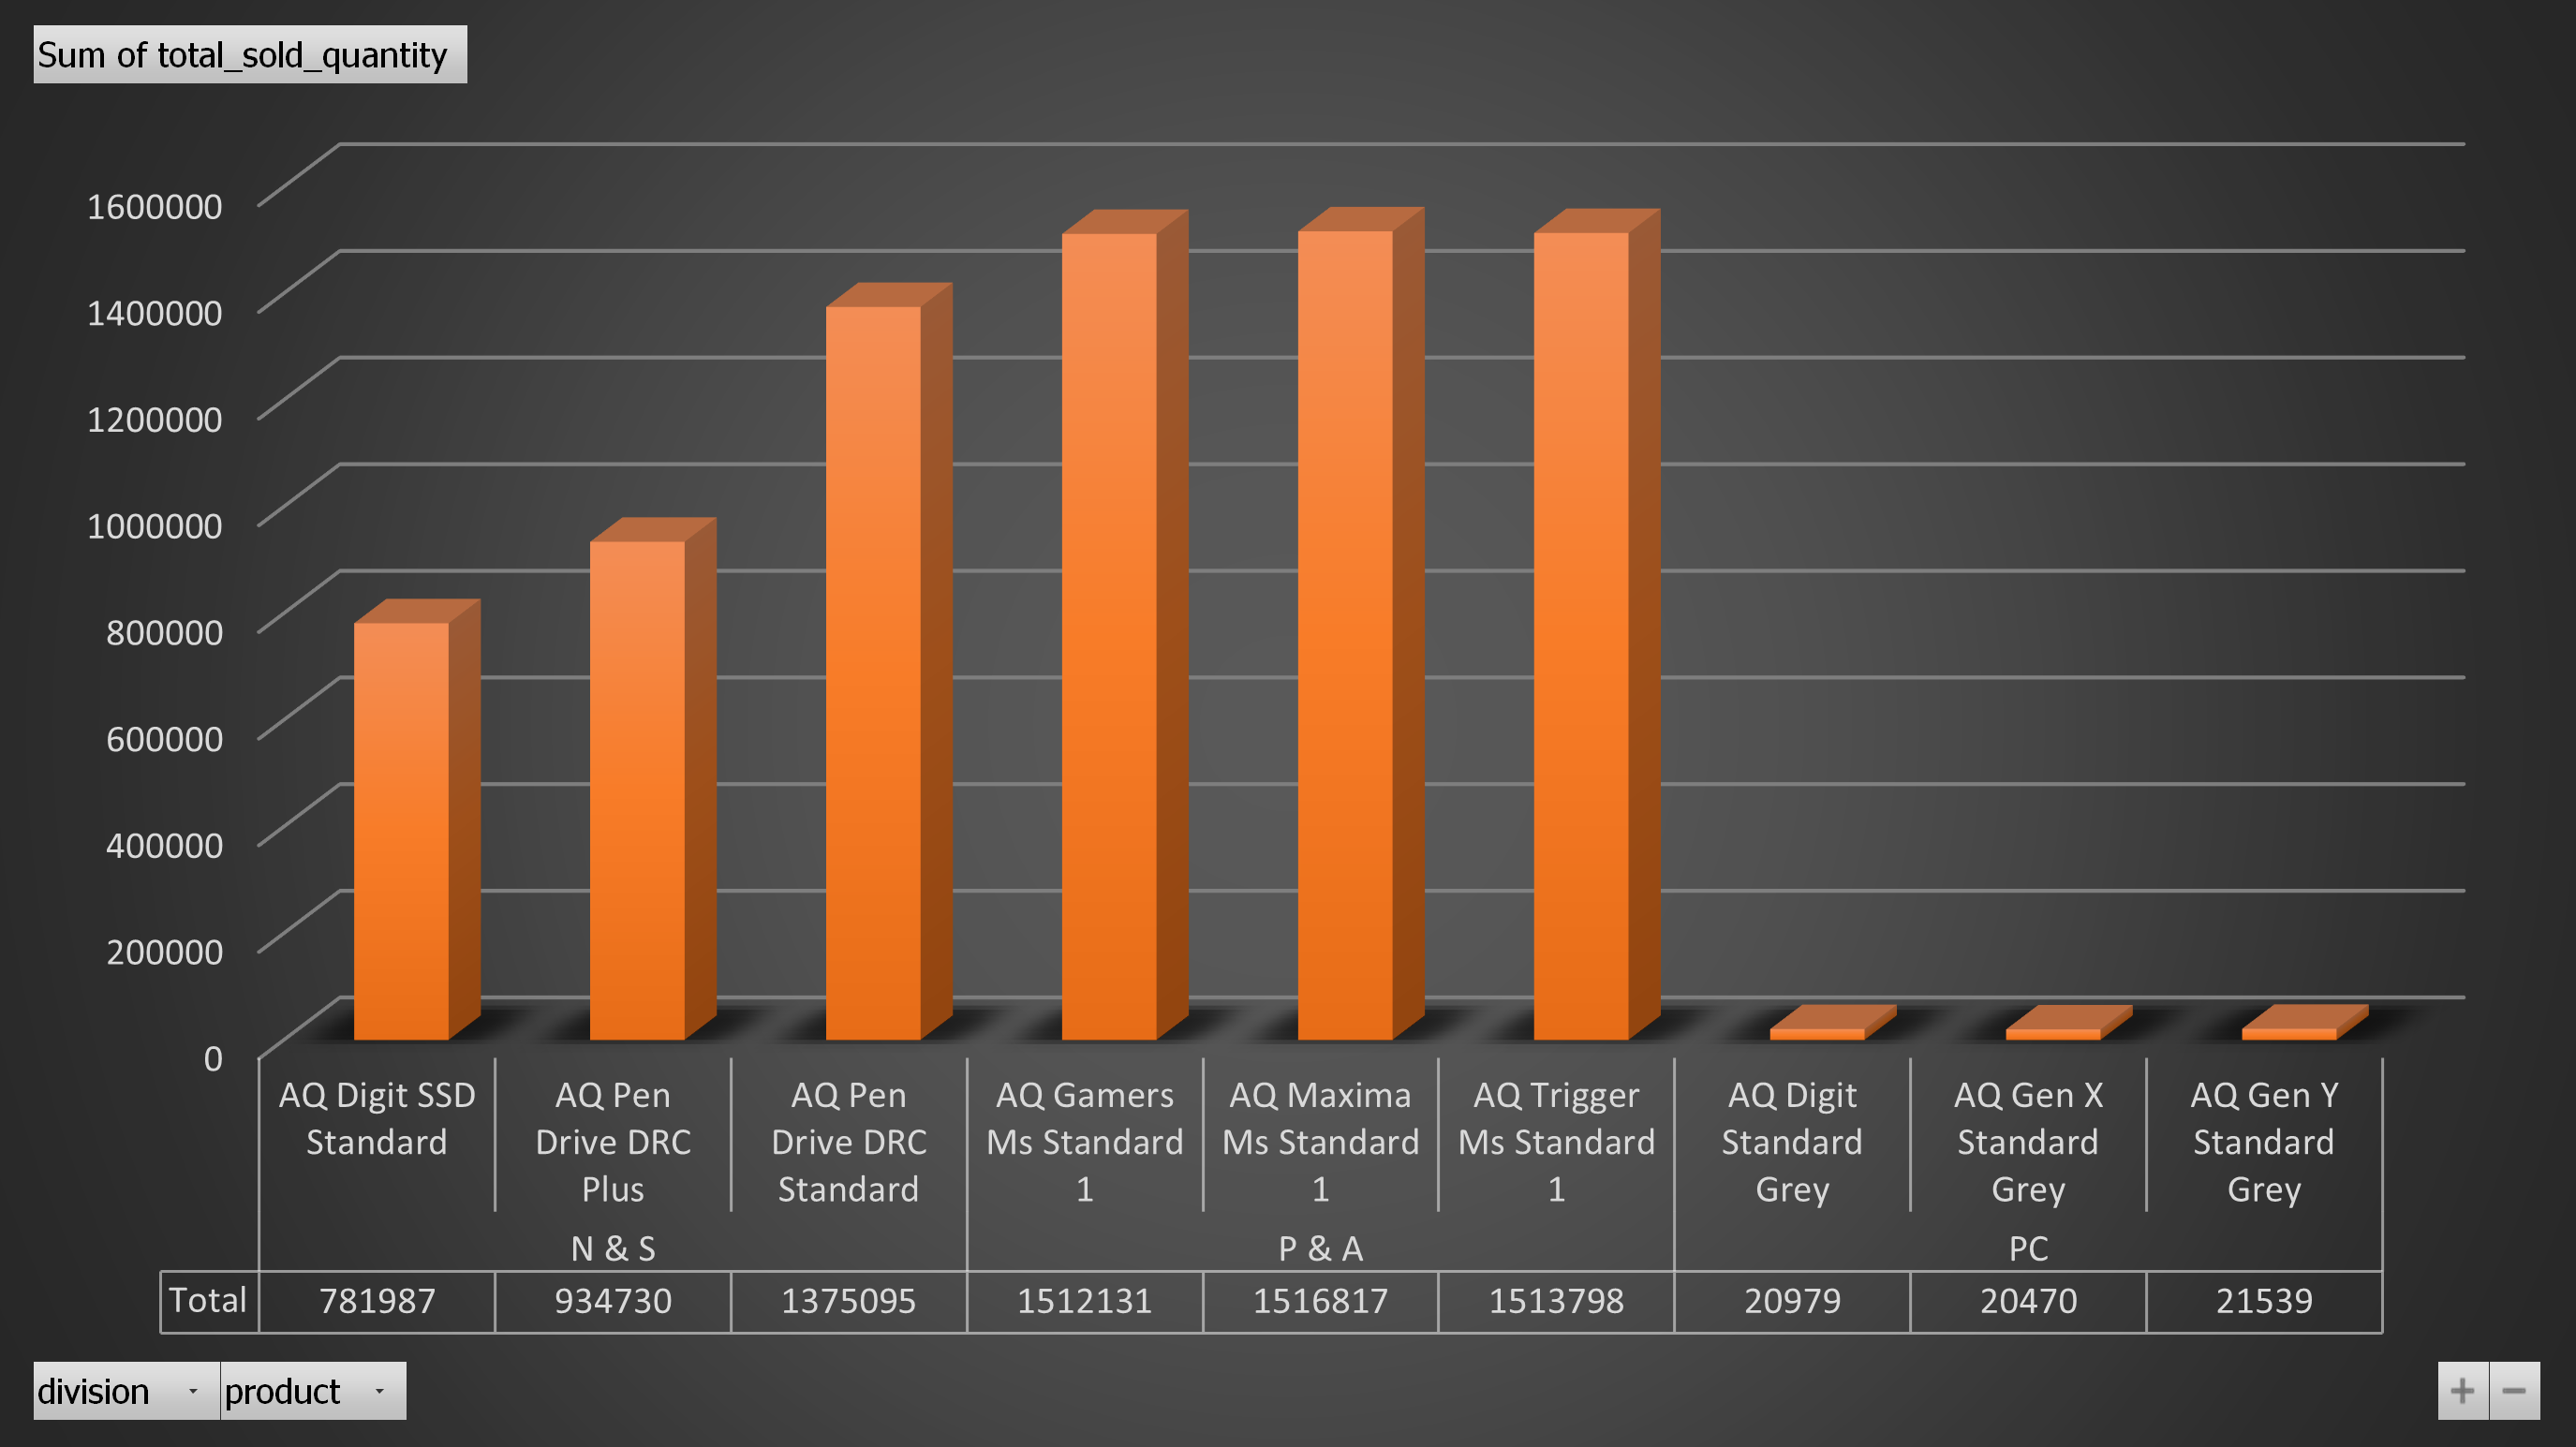 Sum of total_sold_quantity
1600000
1400000
1200000
1000000
800000
600000
400000
200000
0
AQ Digit SSD Standard
AQ Pen Drive DRC Plus
AQ Pen Drive DRC Standard
AQ Gamers Ms Standard 1
AQ Maxima Ms Standard 1
AQ Trigger Ms Standard 1
AQ Digit Standard Grey
AQ Gen X Standard Grey
AQ Gen Y Standard Grey
N & S P & A PC
Total 781987 934730 1375095 1512131 1516817 1513798 20979 20470 21539
division product + −